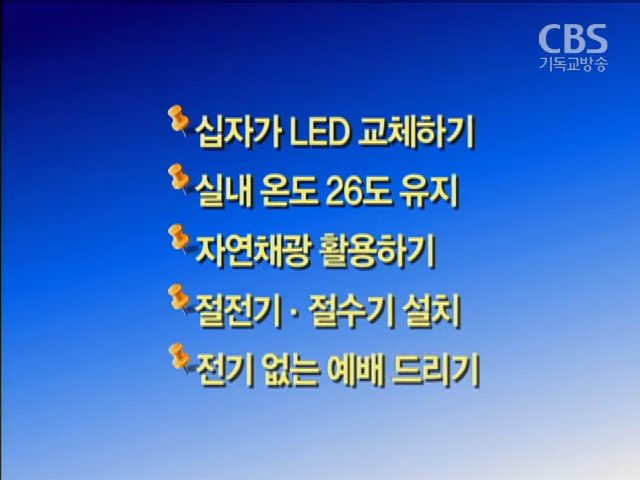 CBS
기독교방송
십자가 LED 교체하기
실내 온도 26도 유지
자연채광 활용하기
절전기 · 절수기 설치
전기 없는 예배 드리기